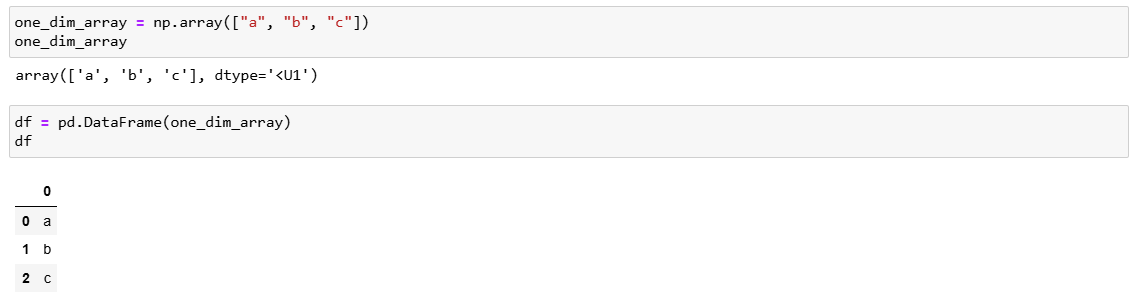 one_dim_array = np.array(["a", "b", "c"])
one_dim_array
array(['a', 'b', 'c'], dtype='<U1')
df = pd.DataFrame(one_dim_array)
df
0
0 a
1 b
2 c